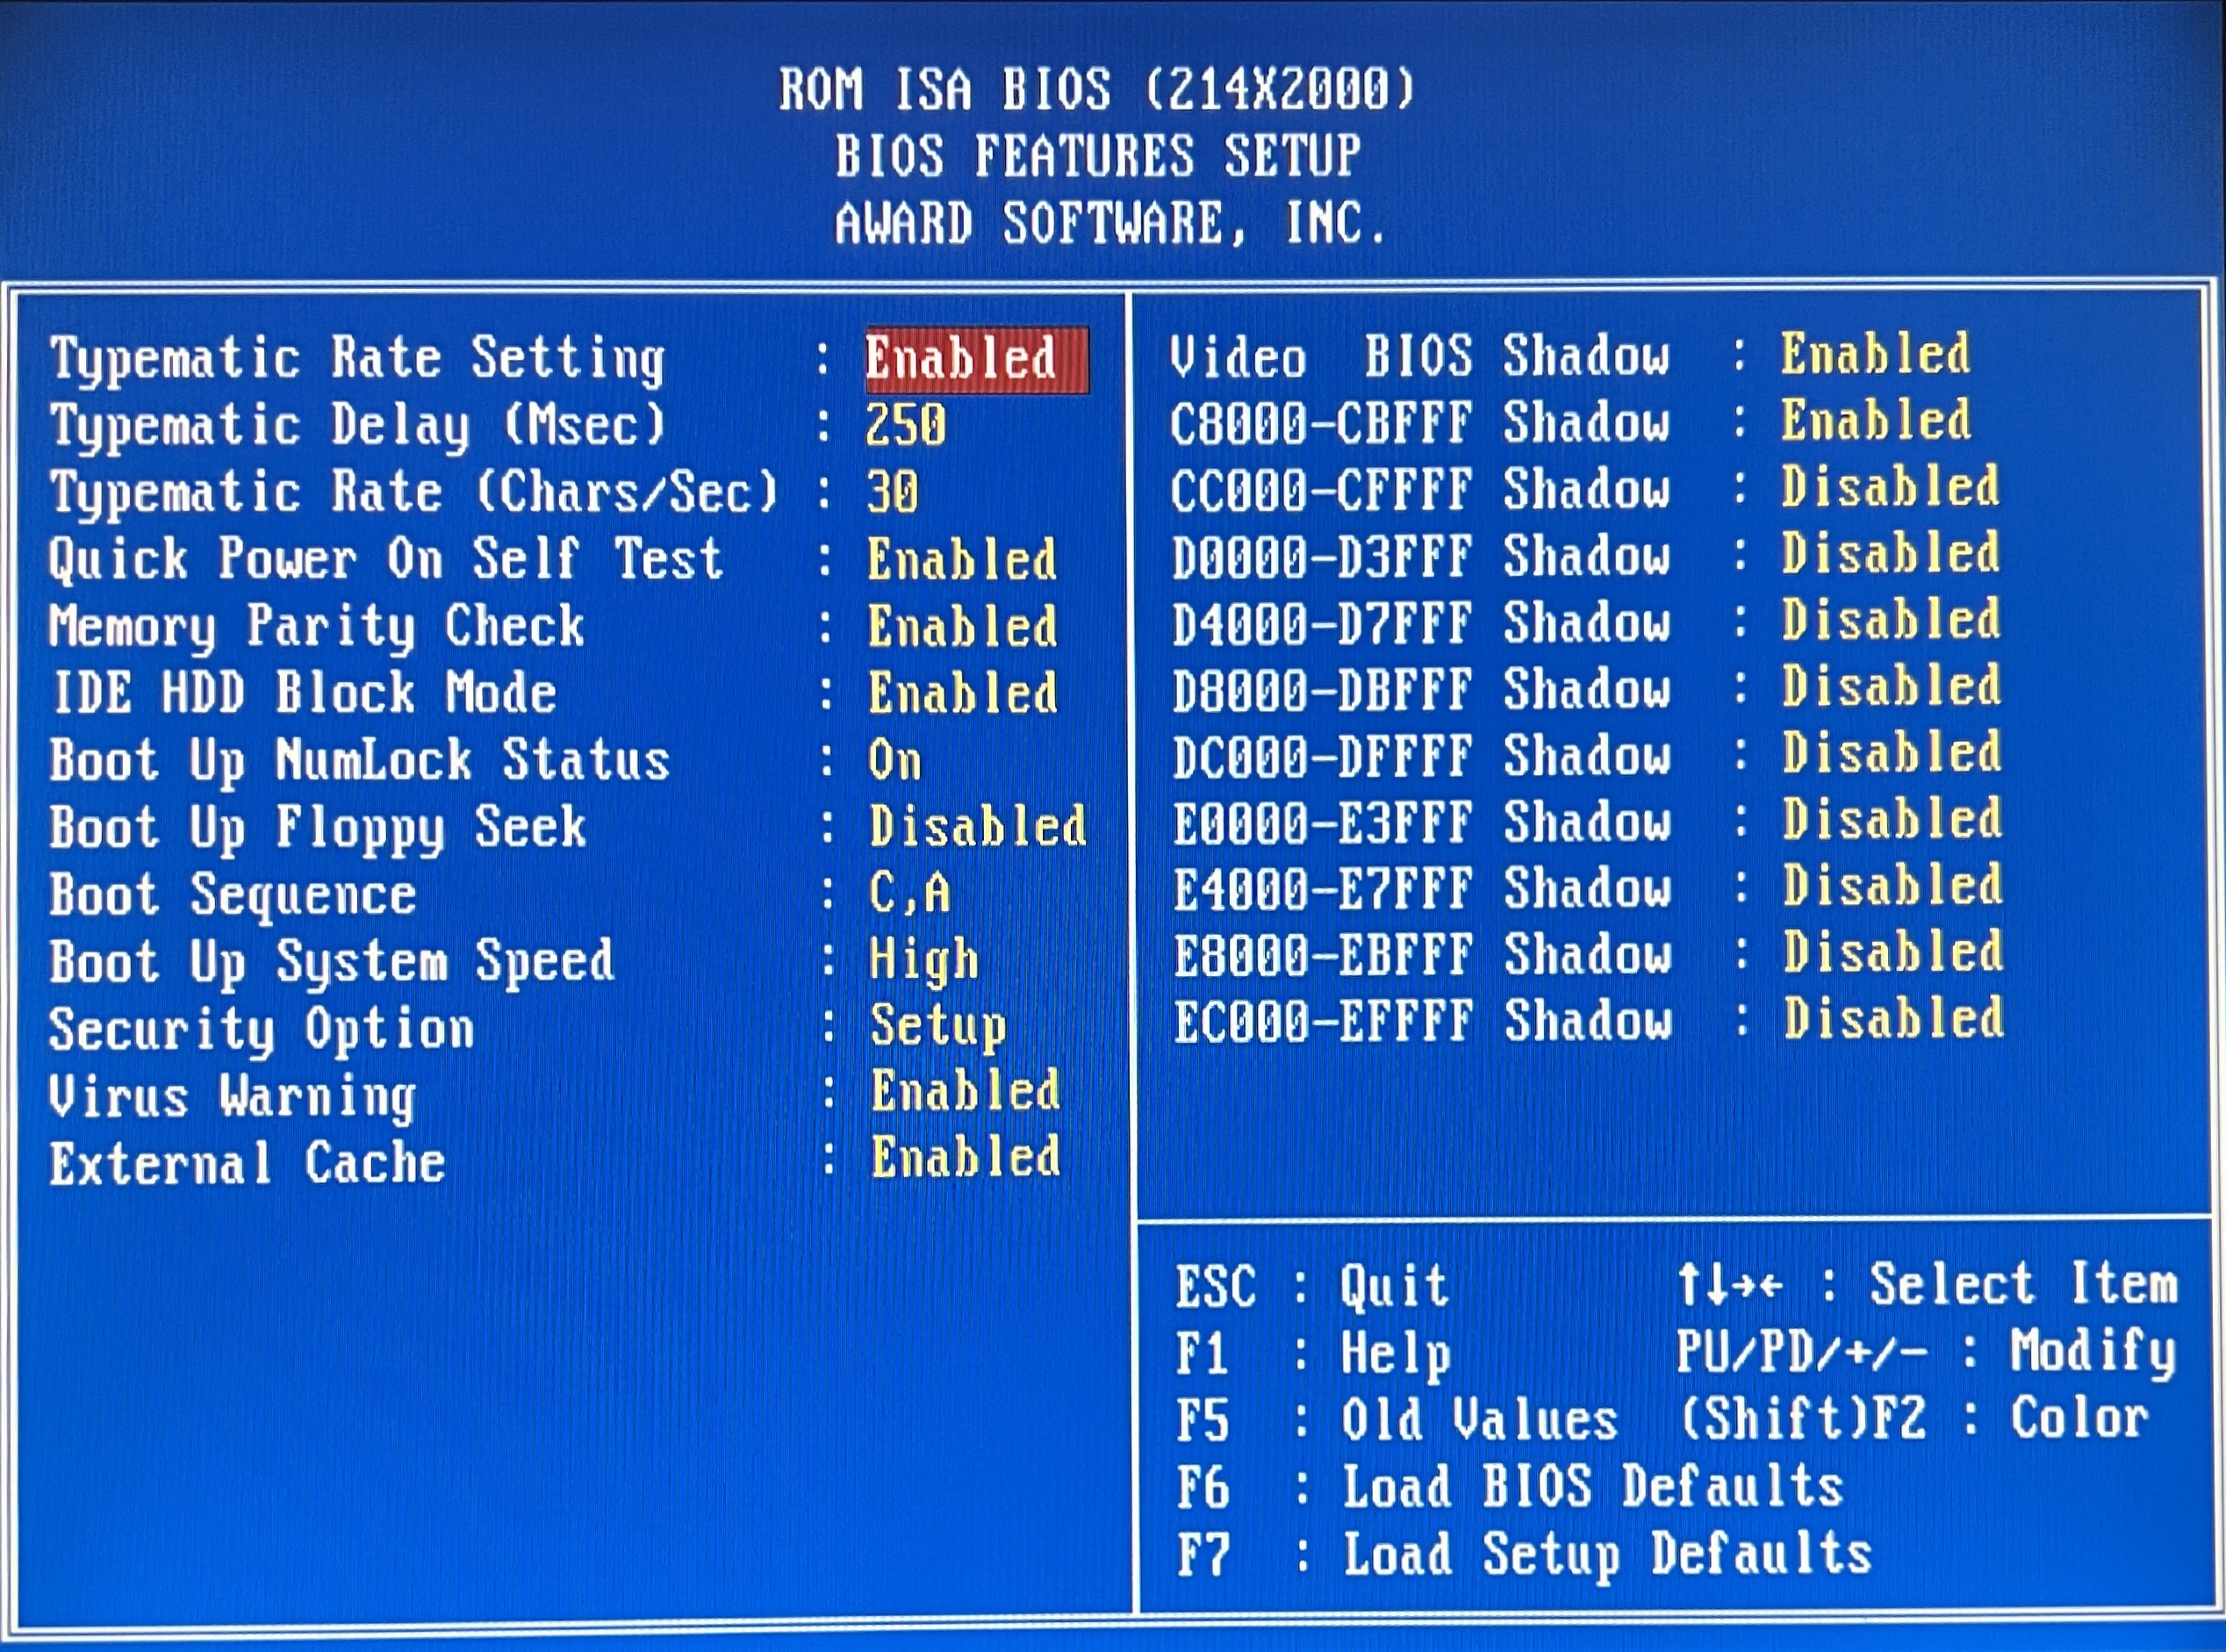 ROM ISA BIOS (214X2000)
BIOS FEATURES SETUP
AWARD SOFTWARE, INC.
Typematic Rate Setting : Enabled
Typematic Delay (Msec) : 250
Typematic Rate (Chars/Sec) : 30
Quick Power On Self Test : Enabled
Memory Parity Check : Enabled
IDE HDD Block Mode : Enabled
Boot Up NumLock Status : On
Boot Up Floppy Seek : Disabled
Boot Sequence : C,A
Boot Up System Speed : High
Security Option : Setup
Virus Warning : Enabled
External Cache : Enabled
Video BIOS Shadow : Enabled
C8000-CBFFF Shadow : Enabled
CC000-CFFFF Shadow : Disabled
D0000-D3FFF Shadow : Disabled
D4000-D7FFF Shadow : Disabled
D8000-DBFFF Shadow : Disabled
DC000-DFFFF Shadow : Disabled
E0000-E3FFF Shadow : Disabled
E4000-E7FFF Shadow : Disabled
E8000-EBFFF Shadow : Disabled
EC000-EFFFF Shadow : Disabled
ESC : Quit ↑↓→← : Select Item
F1 : Help PU/PD/+/- : Modify
F5 : Old Values (Shift)F2 : Color
F6 : Load BIOS Defaults
F7 : Load Setup Defaults